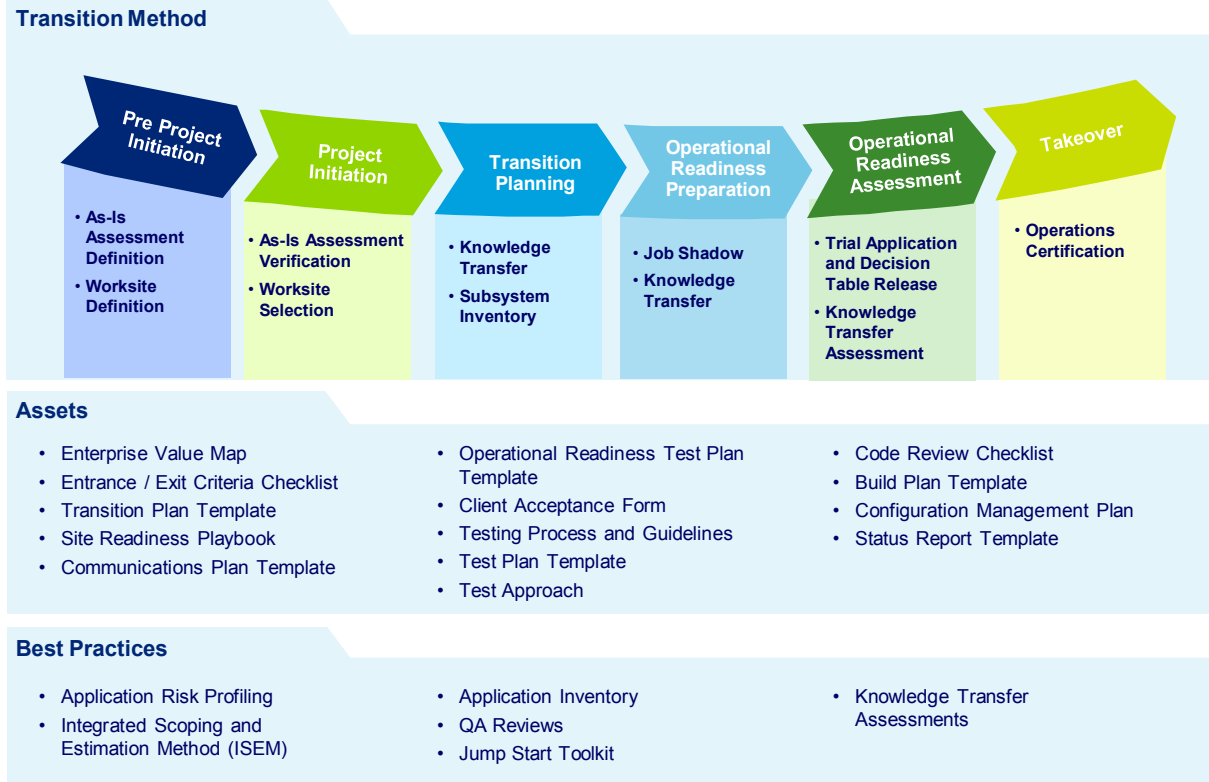 Transition Method
Pre Project
Initiation
Project
Initiation
Transition
Planning
Operational
Readiness
Preparation
Operational
Readiness
Assessment
Takeover
• As-Is
Assessment
Definition
• Worksite
Definition
• As-Is Assessment
Verification
• Worksite
Selection
• Knowledge
Transfer
• Subsystem
Inventory
• Job Shadow
• Knowledge
Transfer
• Trial Application
and Decision
Table Release
• Knowledge
Transfer
Assessment
• Operations
Certification
Assets
• Enterprise Value Map
• Entrance / Exit Criteria Checklist
• Transition Plan Template
• Site Readiness Playbook
• Communications Plan Template
• Operational Readiness Test Plan
Template
• Client Acceptance Form
• Testing Process and Guidelines
• Test Plan Template
• Test Approach
• Code Review Checklist
• Build Plan Template
• Configuration Management Plan
• Status Report Template
Best Practices
• Application Risk Profiling
• Integrated Scoping and
Estimation Method (ISEM)
• Application Inventory
• QA Reviews
• Jump Start Toolkit
• Knowledge Transfer
Assessments